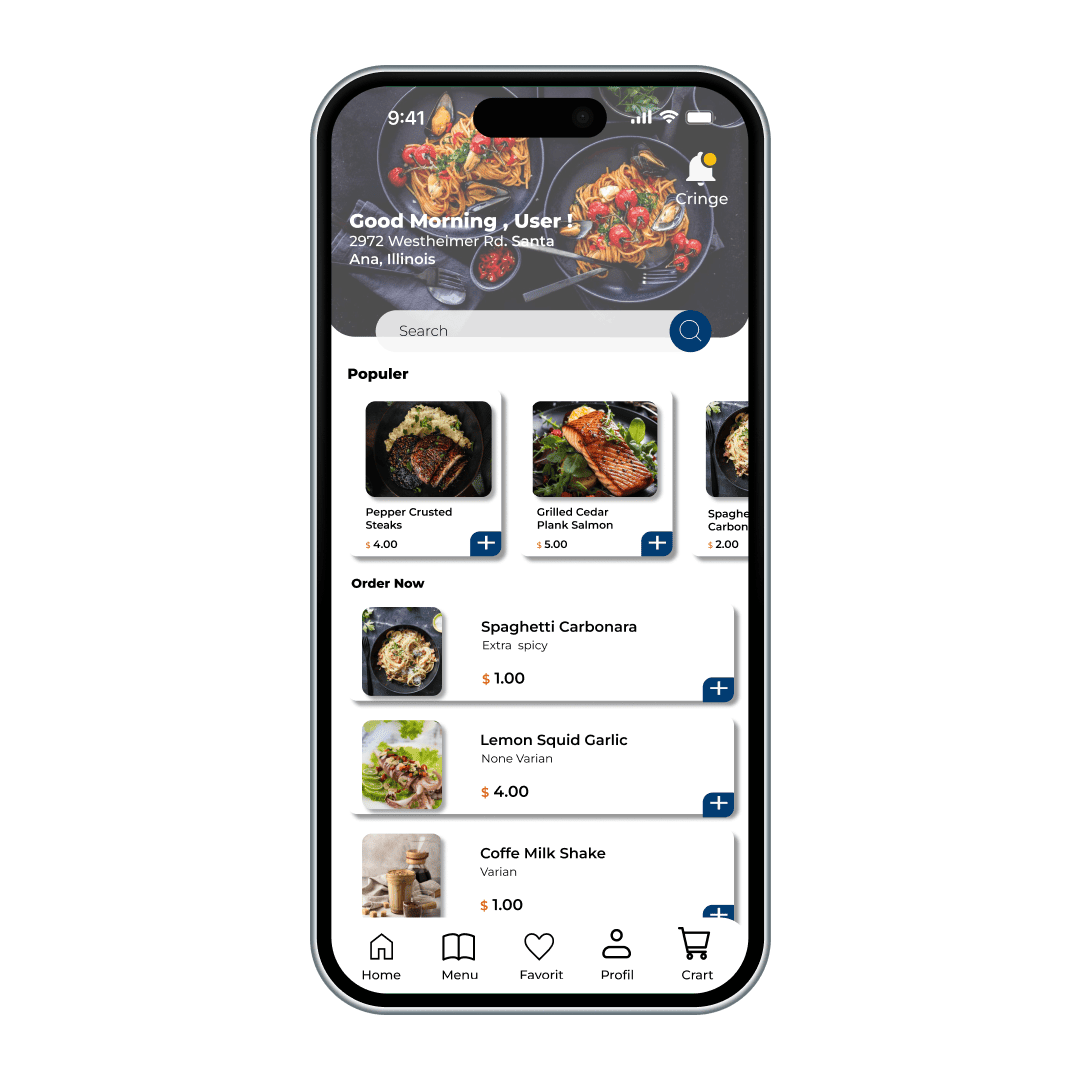 9:41
Cringe
Good Morning , User !
2972 Westheimer Rd. Santa
Ana, Illinois
Search
Populer
Pepper Crusted
Steaks
$ 4.00
Grilled Cedar
Plank Salmon
$ 5.00
Spaghe
Carbon
$ 2.00
Order Now
Spaghetti Carbonara
Extra spicy
$ 1.00
Lemon Squid Garlic
None Varian
$ 4.00
Coffe Milk Shake
Varian
$ 1.00
Home Menu Favorit Profil Crart